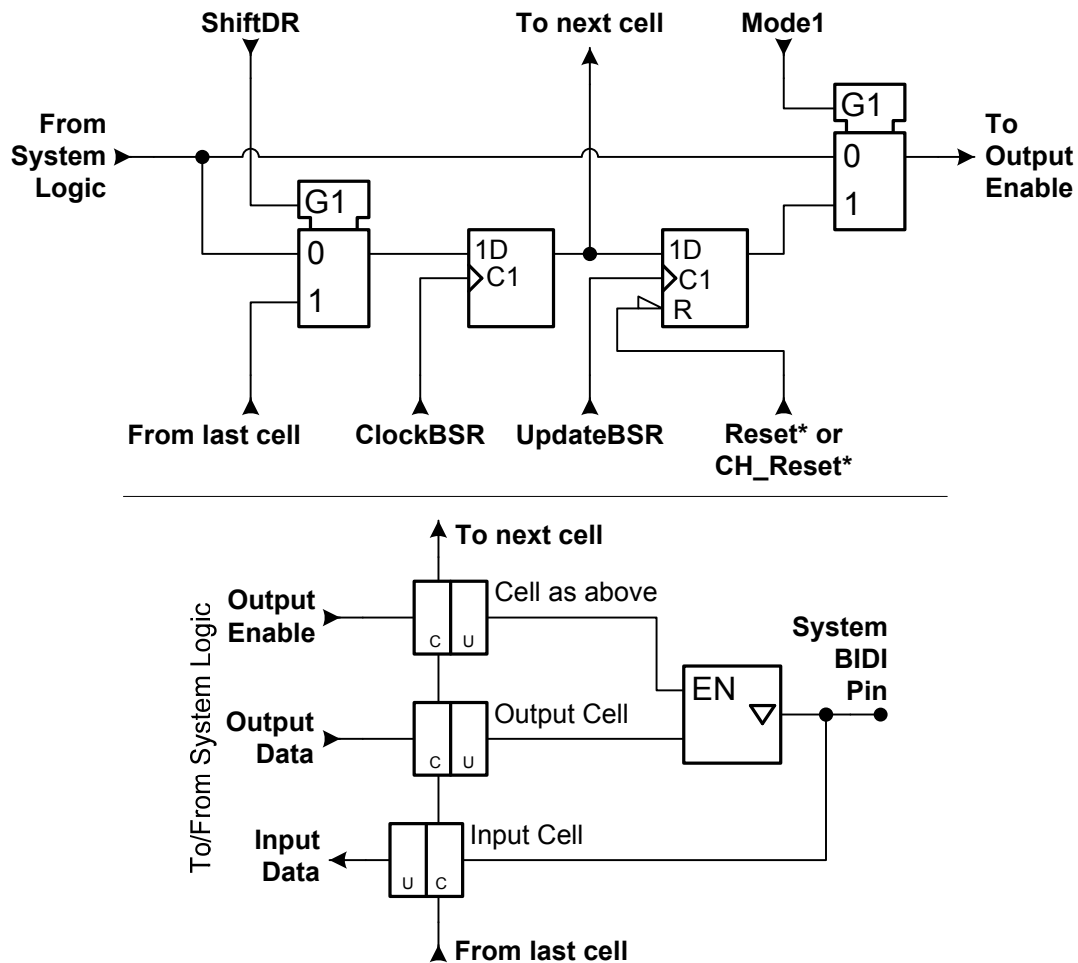 ShiftDR
To next cell
Mode1
From
System
Logic
G1
0
1
To
Output
Enable
G1
0
1
1D
C1
1D
C1
R
From last cell
ClockBSR
UpdateBSR
Reset* or
CH_Reset*
To next cell
To/From System Logic
Output
Enable
C U
Cell as above
System
BIDI
Pin
EN
Output
Data
C U
Output Cell
Input
Data
U C
Input Cell
From last cell